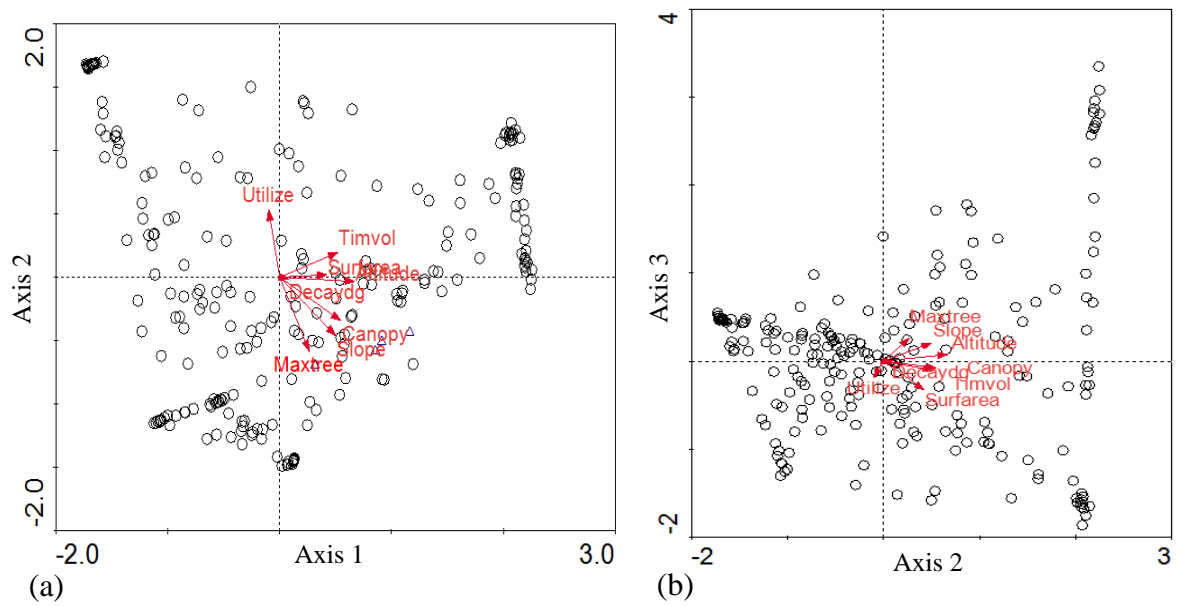 2.0
Axis 2
-2.0
Utilize
Timvol
Surfarea
Altitude
Decaydg
Canopy
Slope
Maxtree
-2.0
Axis 1
3.0
(a)
4
Axis 3
-2
Maxtree
Slope
Altitude
Canopy
Decaydg
Timvol
Utilize
Surfarea
-2
Axis 2
3
(b)